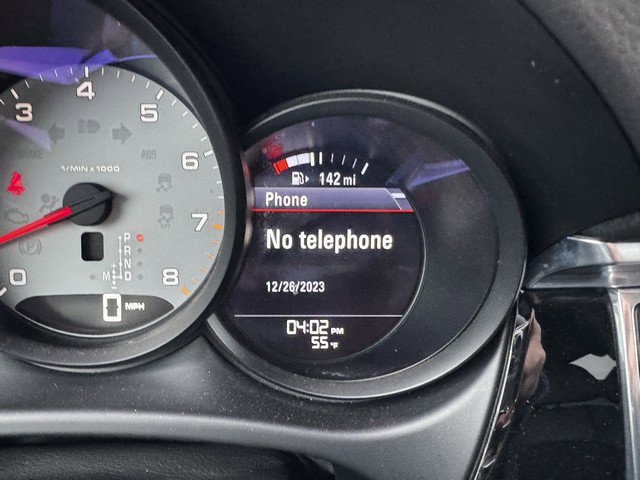 3
4
5
6
7
8
0
1/MIN x 1000
ABS
P
R
N
M D
0 MPH
142 mi
Phone
No telephone
12/26/2023
04:02 PM
55 °F